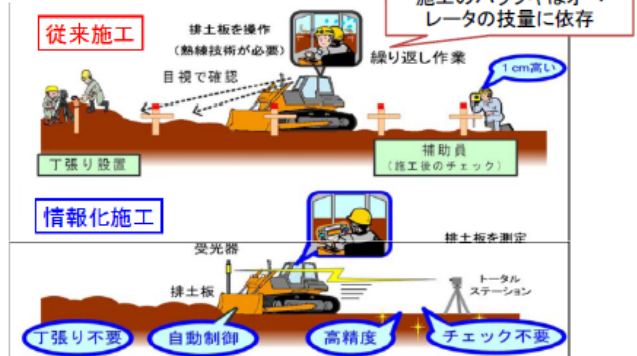 従来施工
排土板を操作
(熟練技術が必要)
レータの技量に依存
繰り返し作業
目視で確認
1cm高い
丁張り設置
補助員
(施工後のチェック)
情報化施工
受光器
排土板を測定
排土板
トータル
ステーション
丁張り不要
自動制御
高精度
チェック不要